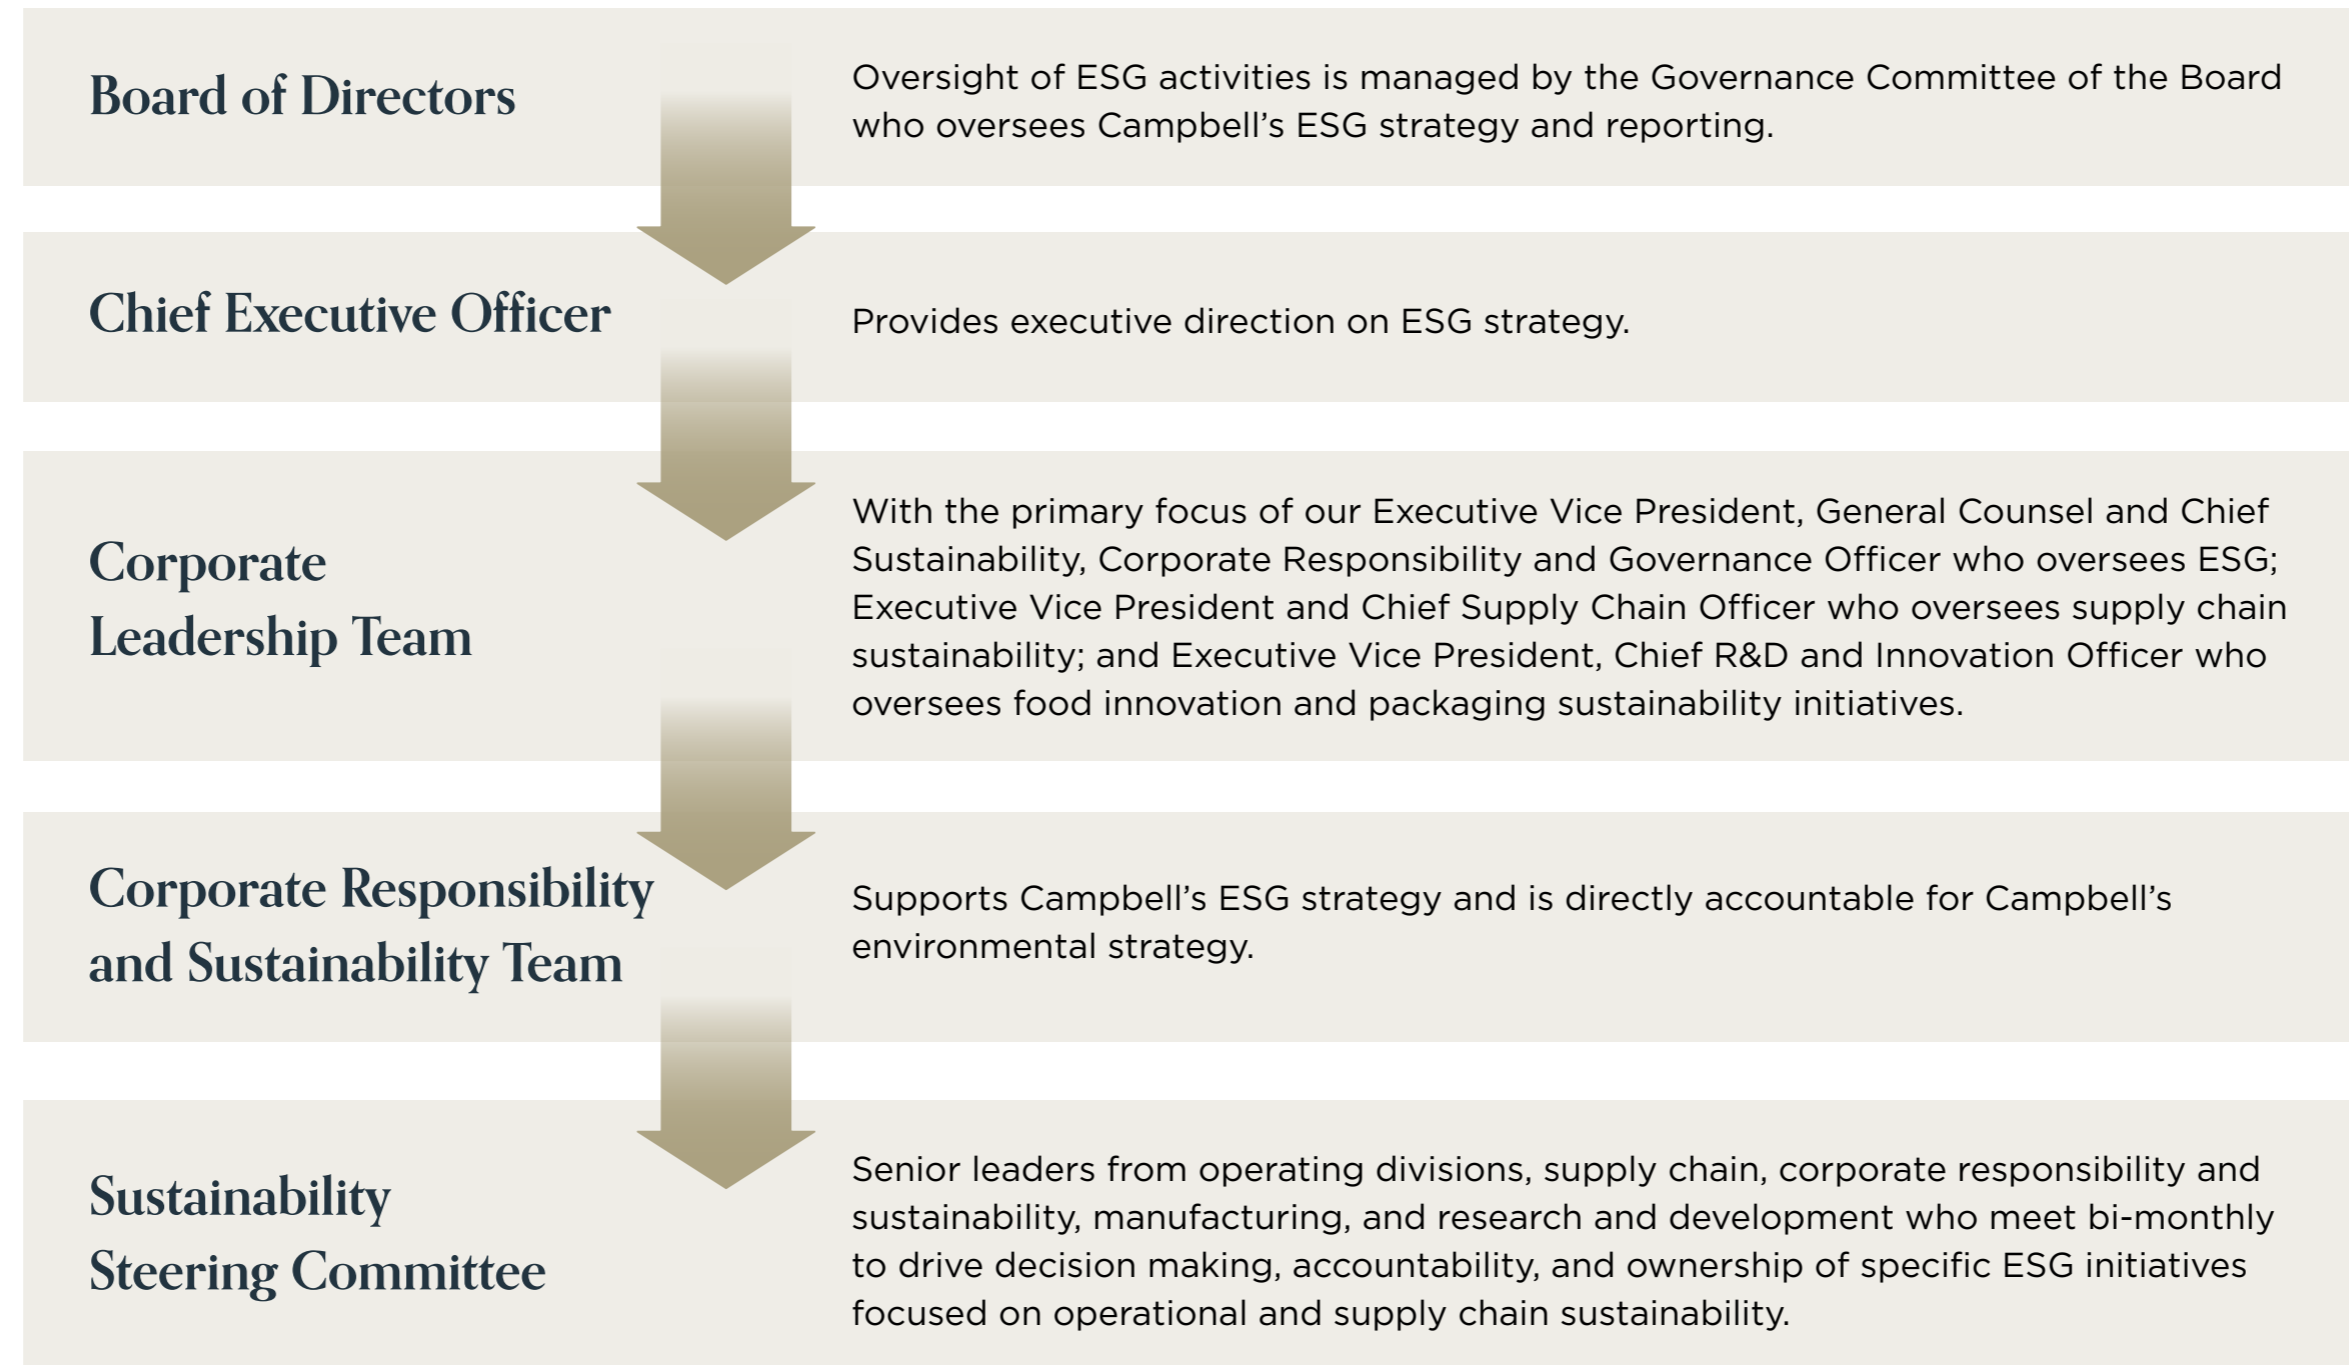 Board of Directors
Oversight of ESG activities is managed by the Governance Committee of the Board
who oversees Campbell’s ESG strategy and reporting.
Chief Executive Officer
Provides executive direction on ESG strategy.
Corporate
Leadership Team
With the primary focus of our Executive Vice President, General Counsel and Chief
Sustainability, Corporate Responsibility and Governance Officer who oversees ESG;
Executive Vice President and Chief Supply Chain Officer who oversees supply chain
sustainability; and Executive Vice President, Chief R&D and Innovation Officer who
oversees food innovation and packaging sustainability initiatives.
Corporate Responsibility
and Sustainability Team
Supports Campbell’s ESG strategy and is directly accountable for Campbell’s
environmental strategy.
Sustainability
Steering Committee
Senior leaders from operating divisions, supply chain, corporate responsibility and
sustainability, manufacturing, and research and development who meet bi-monthly
to drive decision making, accountability, and ownership of specific ESG initiatives
focused on operational and supply chain sustainability.